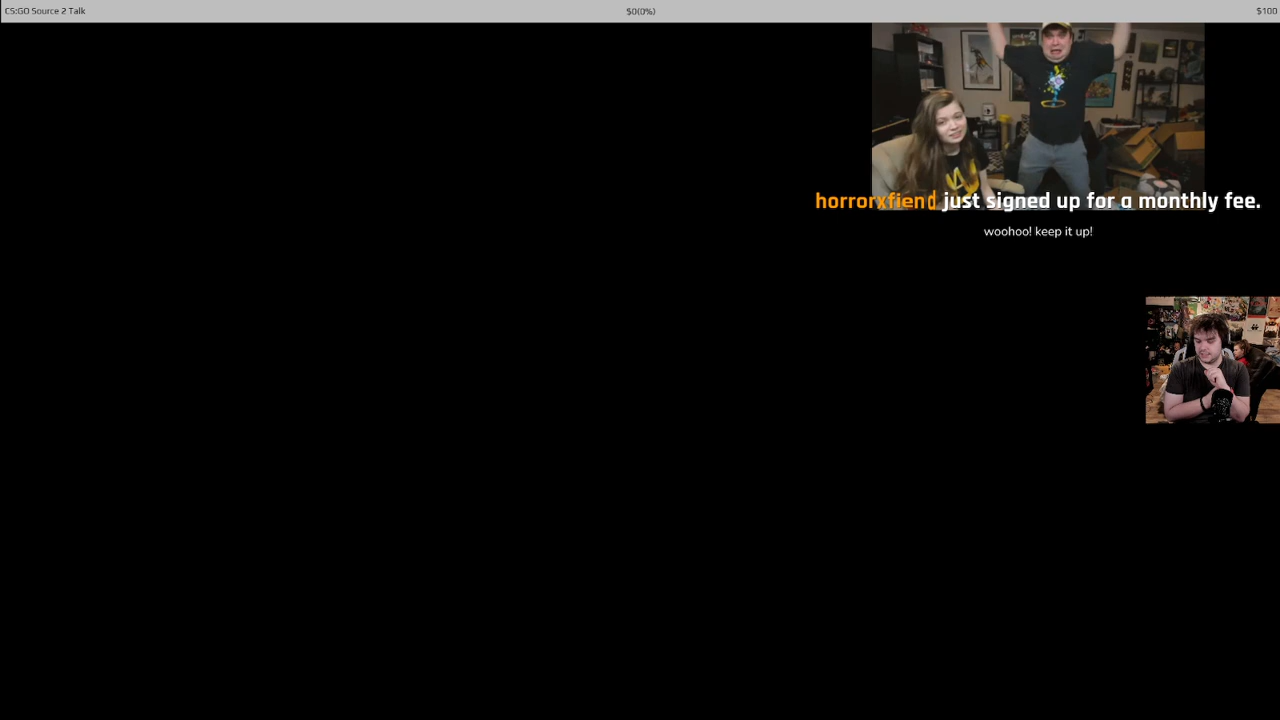 CS:GO Source 2 Talk $0(0%) $100
horrorxfiend just signed up for a monthly fee.
woohoo! keep it up!